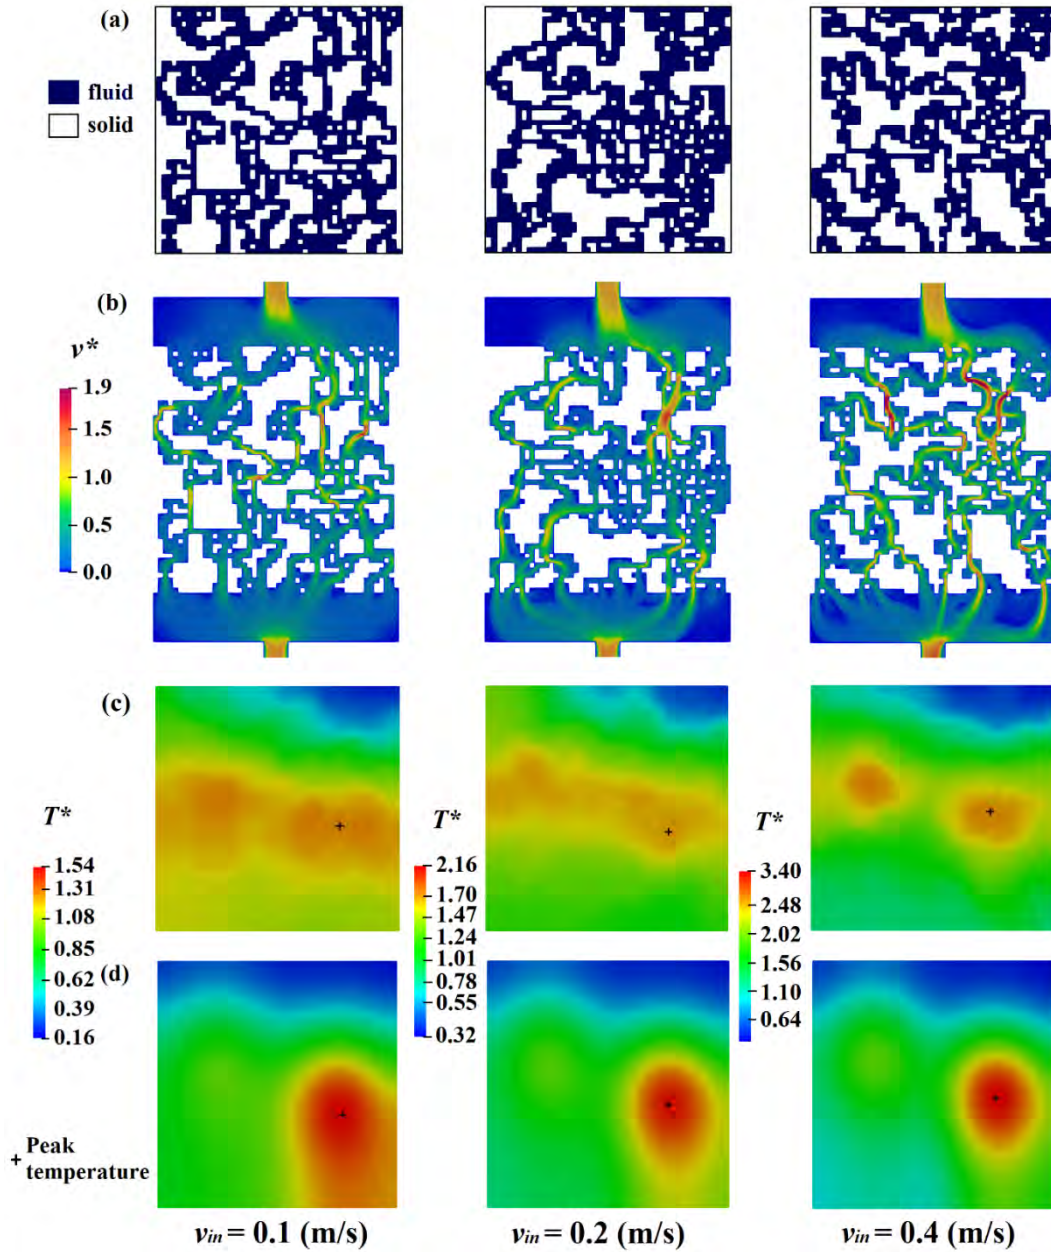 (a)
fluid
solid
(b)
v*
1.9
1.5
1.0
0.5
0.0
(c)
T*
1.54
1.31
1.08
0.85
0.62
0.39
0.16
T*
2.16
1.70
1.47
1.24
1.01
0.78
0.55
0.32
T*
3.40
2.48
2.02
1.56
1.10
0.64
(d)
+ Peak
temperature
vin = 0.1 (m/s) vin = 0.2 (m/s) vin = 0.4 (m/s)